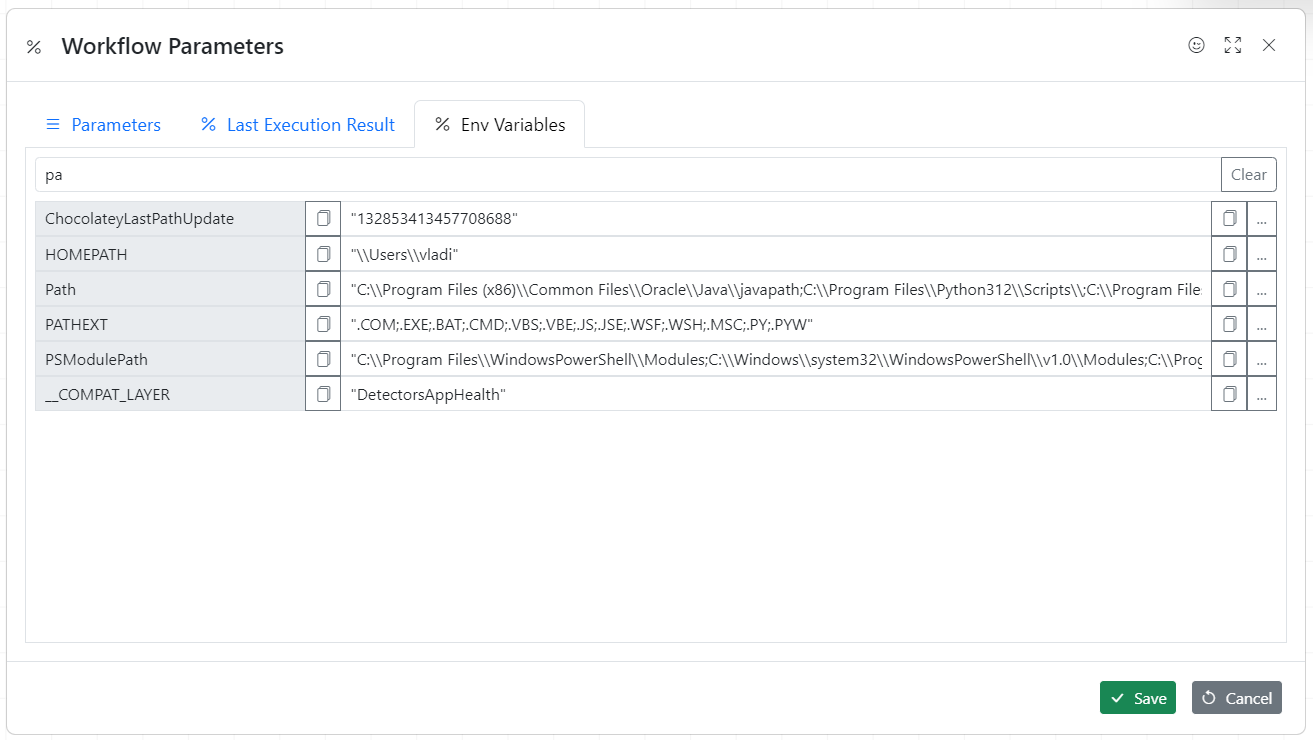 Workflow Parameters
Parameters Last Execution Result Env Variables
pa Clear
ChocolateyLastPathUpdate "132853413457708688" ...
HOMEPATH "\\Users\\vladi" ...
Path "C:\\Program Files (x86)\\Common Files\\Oracle\\Java\\javapath;C:\\Program Files\\Python312\\Scripts\\;C:\\Program File ...
PATHEXT ".COM;.EXE;.BAT;.CMD;.VBS;.VBE;.JS;.JSE;.WSF;.WSH;.MSC;.PY;.PYW" ...
PSModulePath "C:\\Program Files\\WindowsPowerShell\\Modules;C:\\Windows\\system32\\WindowsPowerShell\\v1.0\\Modules;C:\\Prog ...
__COMPAT_LAYER "DetectorsAppHealth" ...
Save Cancel